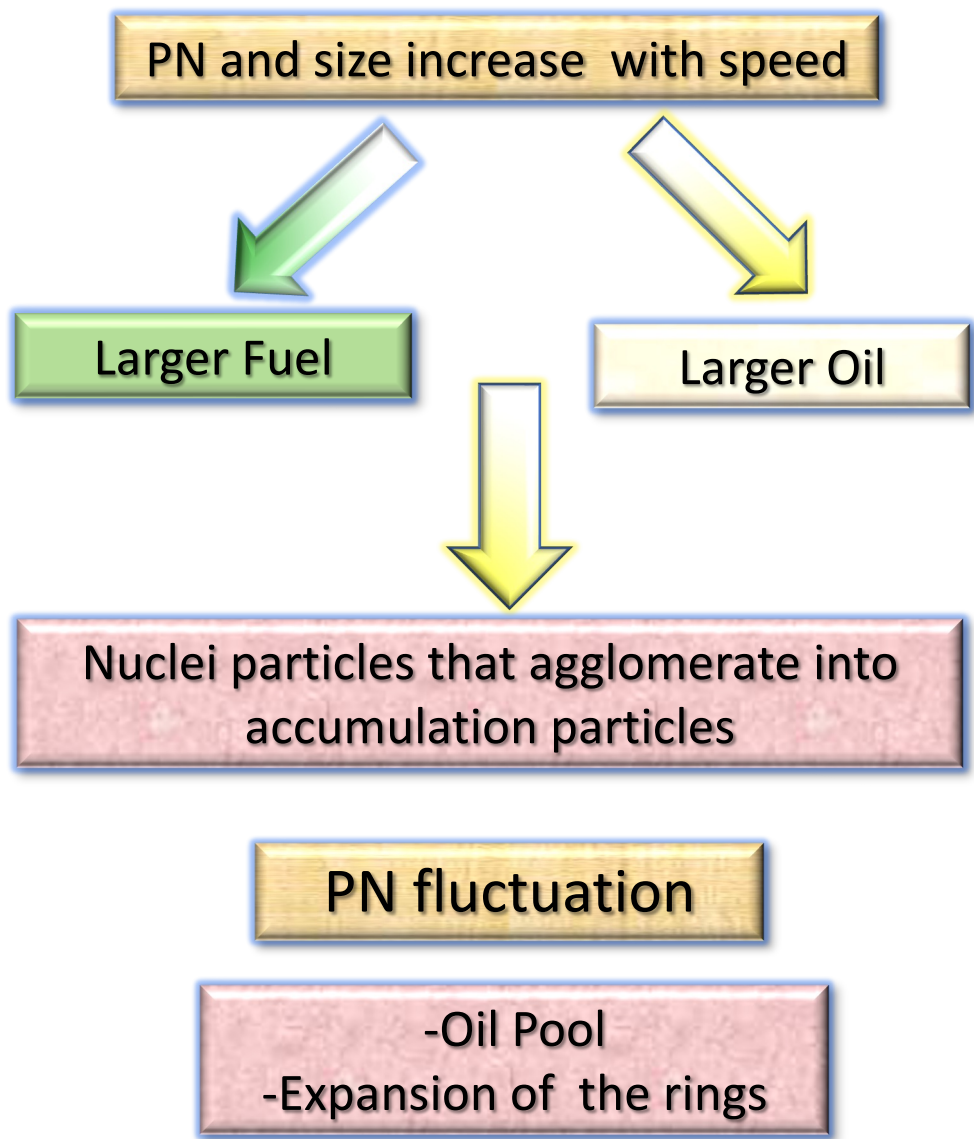 PN and size increase  with speed
Larger Fuel
Larger Oil
Nuclei particles that agglomerate into
accumulation particles
PN fluctuation
-Oil Pool
-Expansion of  the rings